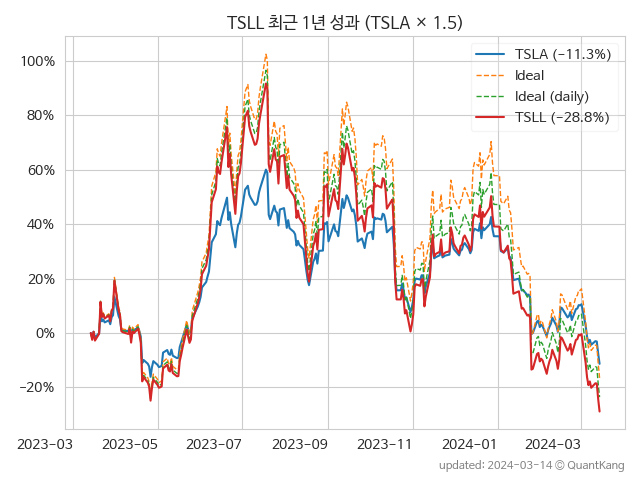 TSLL 최근 1년 성과 (TSLA × 1.5)
100%
80%
60%
40%
20%
0%
−20%
TSLA (−11.3%)
Ideal
Ideal (daily)
TSLL (−28.8%)
2023-03
2023-05
2023-07
2023-09
2023-11
2024-01
2024-03
updated: 2024-03-14 © QuantKang